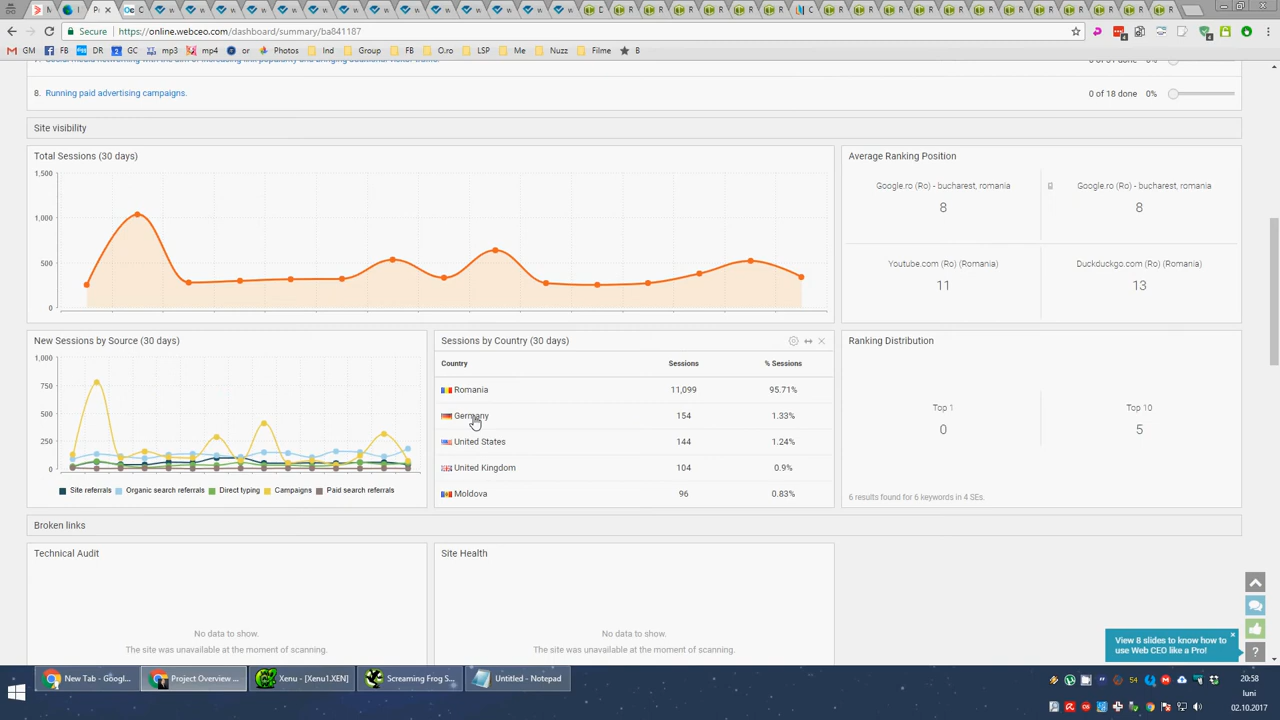 Secure
https://online.webceo.com/dashboard/summary/ba841187
GM FB DR GC mp3 mp4 or Photos Ind Group FB O.ro LSP Me Nuzz Filme B
8. Running paid advertising campaigns.
0 of 18 done 0%
Site visibility
Total Sessions (30 days)
1,500
1,000
500
0
Average Ranking Position
Google.ro (Ro) - bucharest, romania
8
Google.ro (Ro) - bucharest, romania
8
Youtube.com (Ro) (Romania)
11
Duckduckgo.com (Ro) (Romania)
13
New Sessions by Source (30 days)
1,000
750
500
250
0
Site referrals Organic search referrals Direct typing Campaigns Paid search referrals
Sessions by Country (30 days)
Country Sessions % Sessions
Romania 11,099 95.71%
Germany 154 1.33%
United States 144 1.24%
United Kingdom 104 0.9%
Moldova 96 0.83%
Ranking Distribution
Top 1
0
Top 10
5
6 results found for 6 keywords in 4 SEs.
Broken links
Technical Audit
No data to show.
The site was unavailable at the moment of scanning.
Site Health
No data to show.
The site was unavailable at the moment of scanning.
View 8 slides to know how to
use Web CEO like a Pro!
?
New Tab - Googl...
Project Overview ...
Xenu - [Xenu1.XEN]
Screaming Frog S...
Untitled - Notepad
54
20:58
luni
02.10.2017